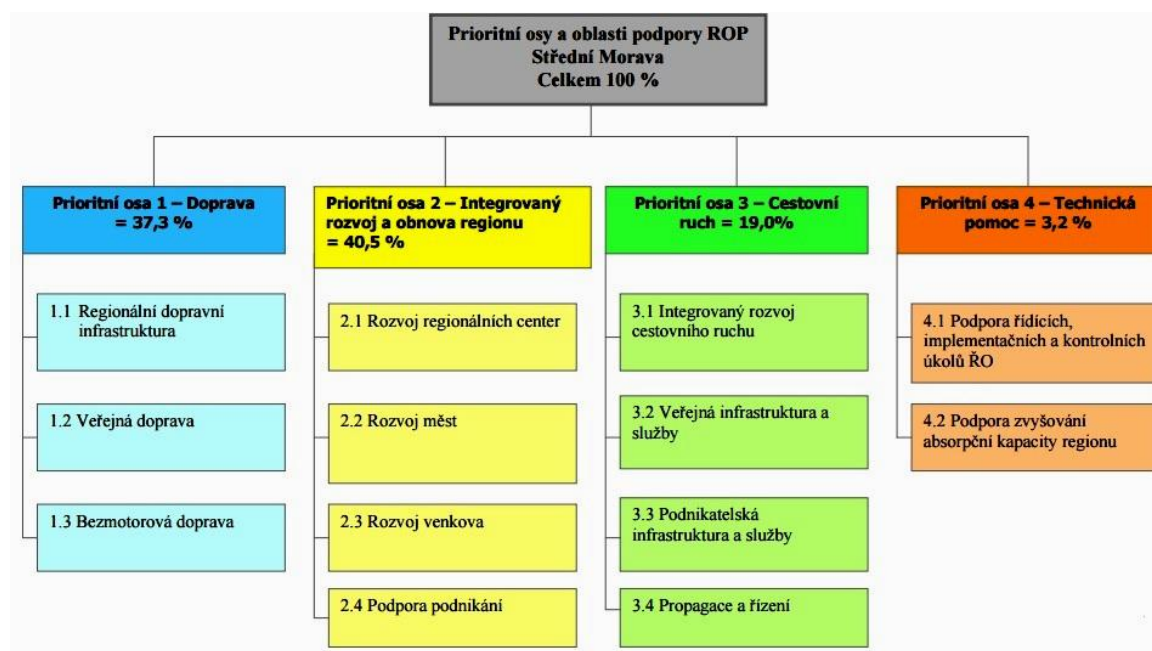 Prioritní osy a oblasti podpory ROP
Střední Morava
Celkem 100 %
Prioritní osa 1 – Doprava
= 37,3 %
1.1 Regionální dopravní
infrastruktura
1.2 Veřejná doprava
1.3 Bezmotorová doprava
Prioritní osa 2 – Integrovaný
rozvoj a obnova regionu
= 40,5 %
2.1 Rozvoj regionálních center
2.2 Rozvoj měst
2.3 Rozvoj venkova
2.4 Podpora podnikání
Prioritní osa 3 – Cestovní
ruch = 19,0%
3.1 Integrovaný rozvoj
cestovního ruchu
3.2 Veřejná infrastruktura a
služby
3.3 Podnikatelská
infrastruktura a služby
3.4 Propagace a řízení
Prioritní osa 4 – Technická
pomoc = 3,2 %
4.1 Podpora řídících,
implementačních a kontrolních
úkolů ŘO
4.2 Podpora zvyšování
absorpční kapacity regionu